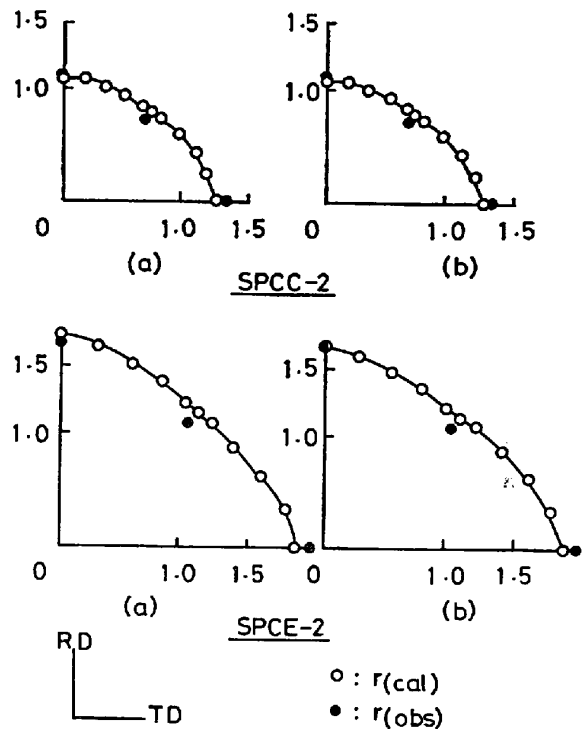 1.5 1.5
1.0 1.0
0 1.0 1.5 0 1.0 1.5
(a) (b)
SPCC-2
1.5 1.5
1.0 1.0
0 1.0 1.5 0 1.0 1.5
(a) (b)
SPCE-2
RD
TD
○ : r(cal)
● : r(obs)